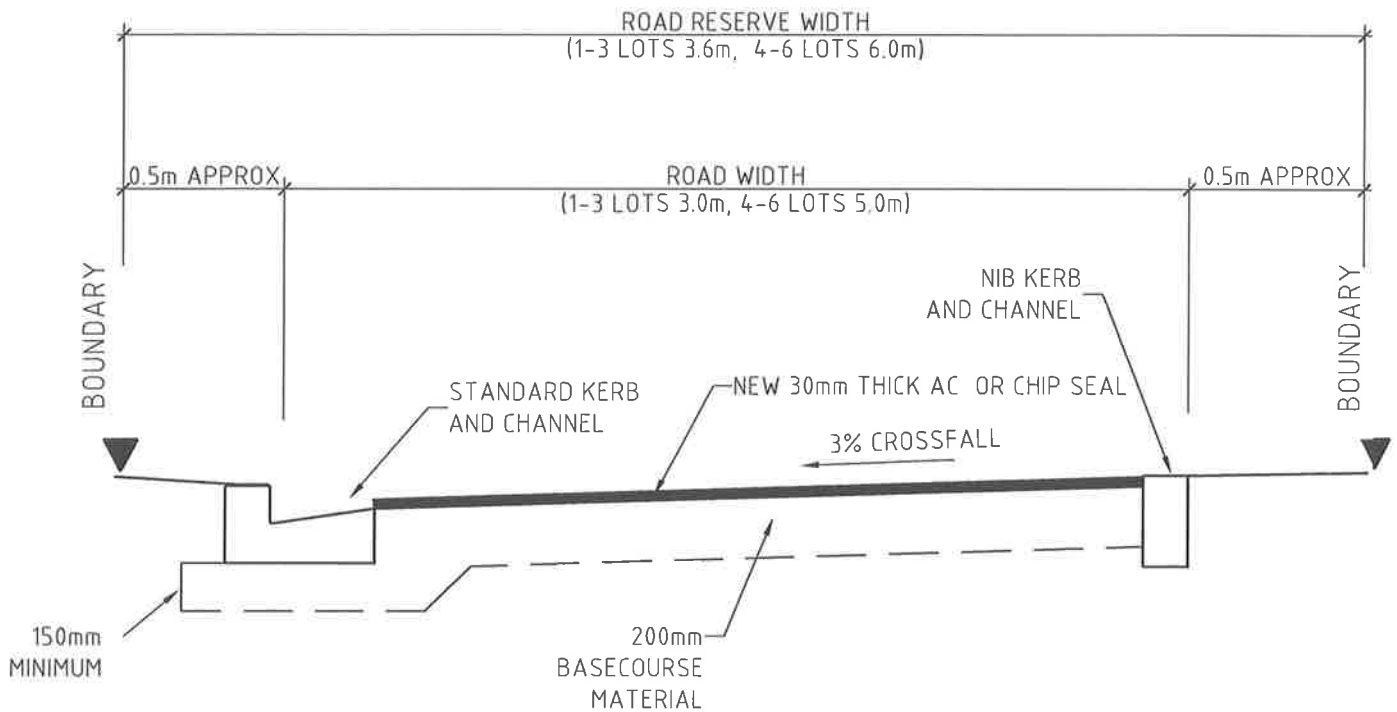 ROAD RESERVE WIDTH
(1-3 LOTS 3.6m, 4-6 LOTS 6.0m)
0.5m APPROX
ROAD WIDTH
(1-3 LOTS 3.0m, 4-6 LOTS 5.0m)
0.5m APPROX
BOUNDARY
NIB KERB
AND CHANNEL
BOUNDARY
STANDARD KERB
AND CHANNEL
NEW 30mm THICK AC OR CHIP SEAL
3% CROSSFALL
150mm
MINIMUM
200mm
BASECOURSE
MATERIAL